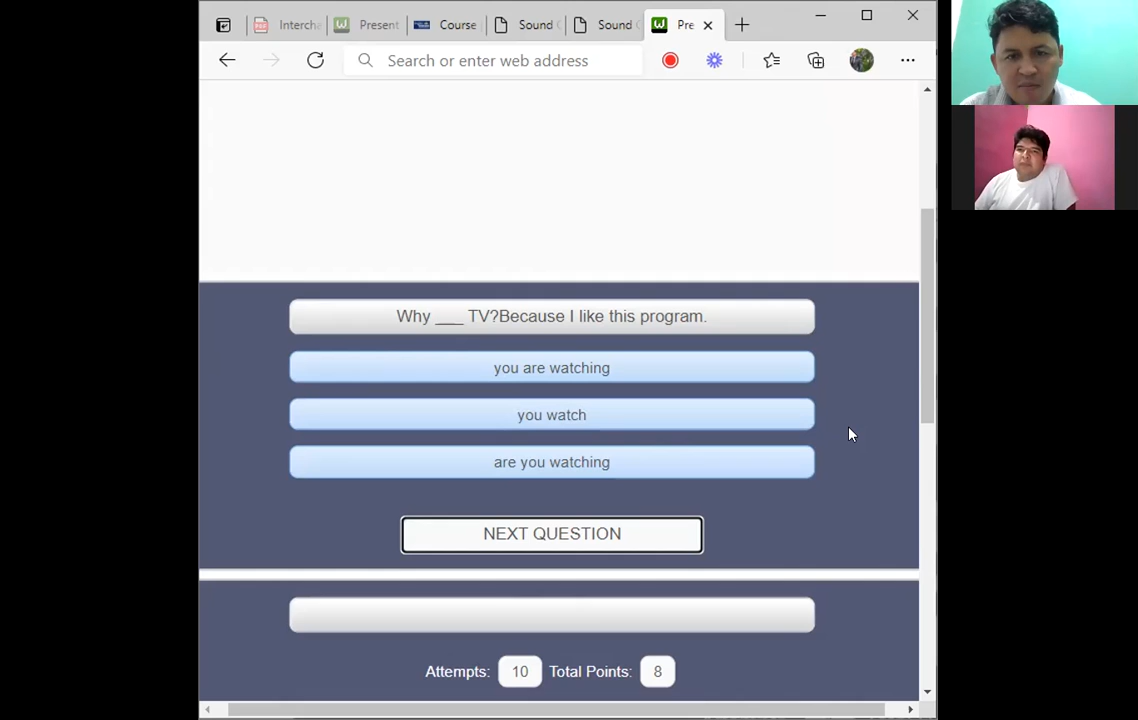 Intercha
Present
Course
Sound
Sound
Pre
Search or enter web address
Why ___ TV?Because I like this program.
you are watching
you watch
are you watching
NEXT QUESTION
Attempts: 10 Total Points: 8